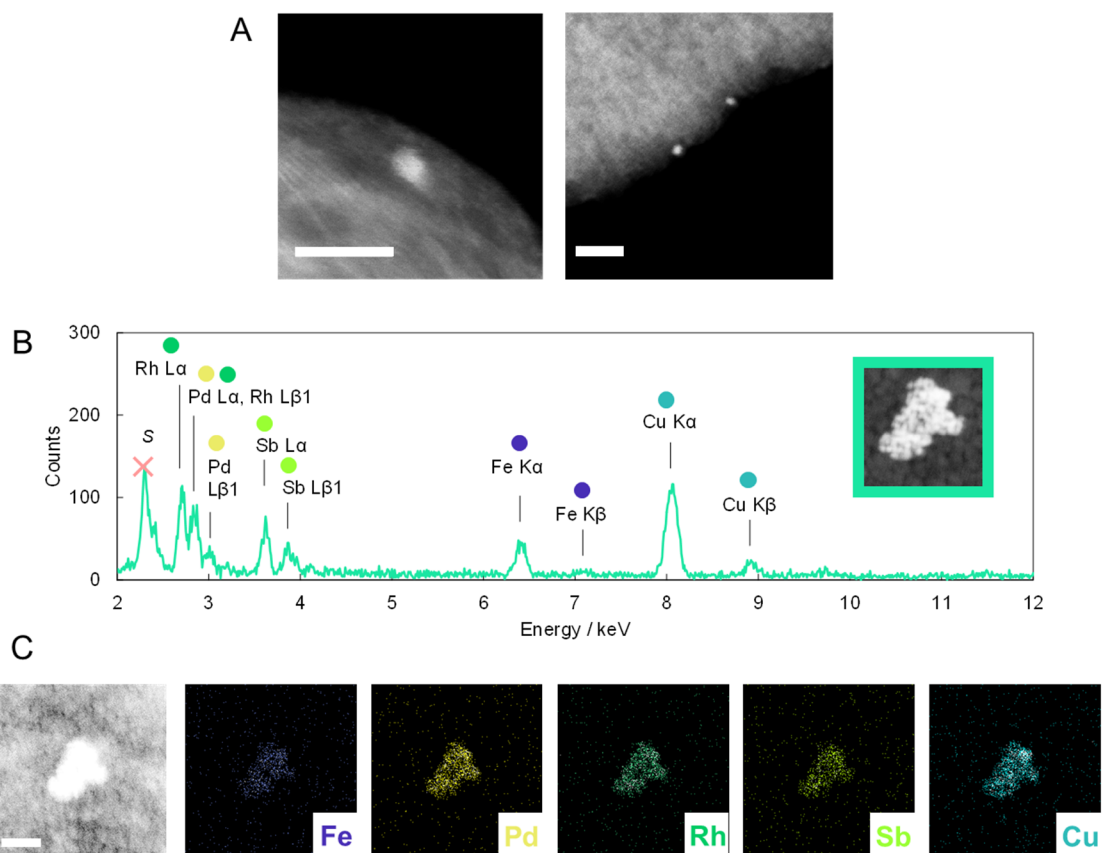 A
B
300
200
100
0
Counts
S
Rh Lα
Pd Lα, Rh Lβ1
Pd
Lβ1
Sb Lα
Sb Lβ1
Fe Kα
Fe Kβ
Cu Kα
Cu Kβ
2 3 4 5 6 7 8 9 10 11 12
Energy / keV
C
Fe Pd Rh Sb Cu